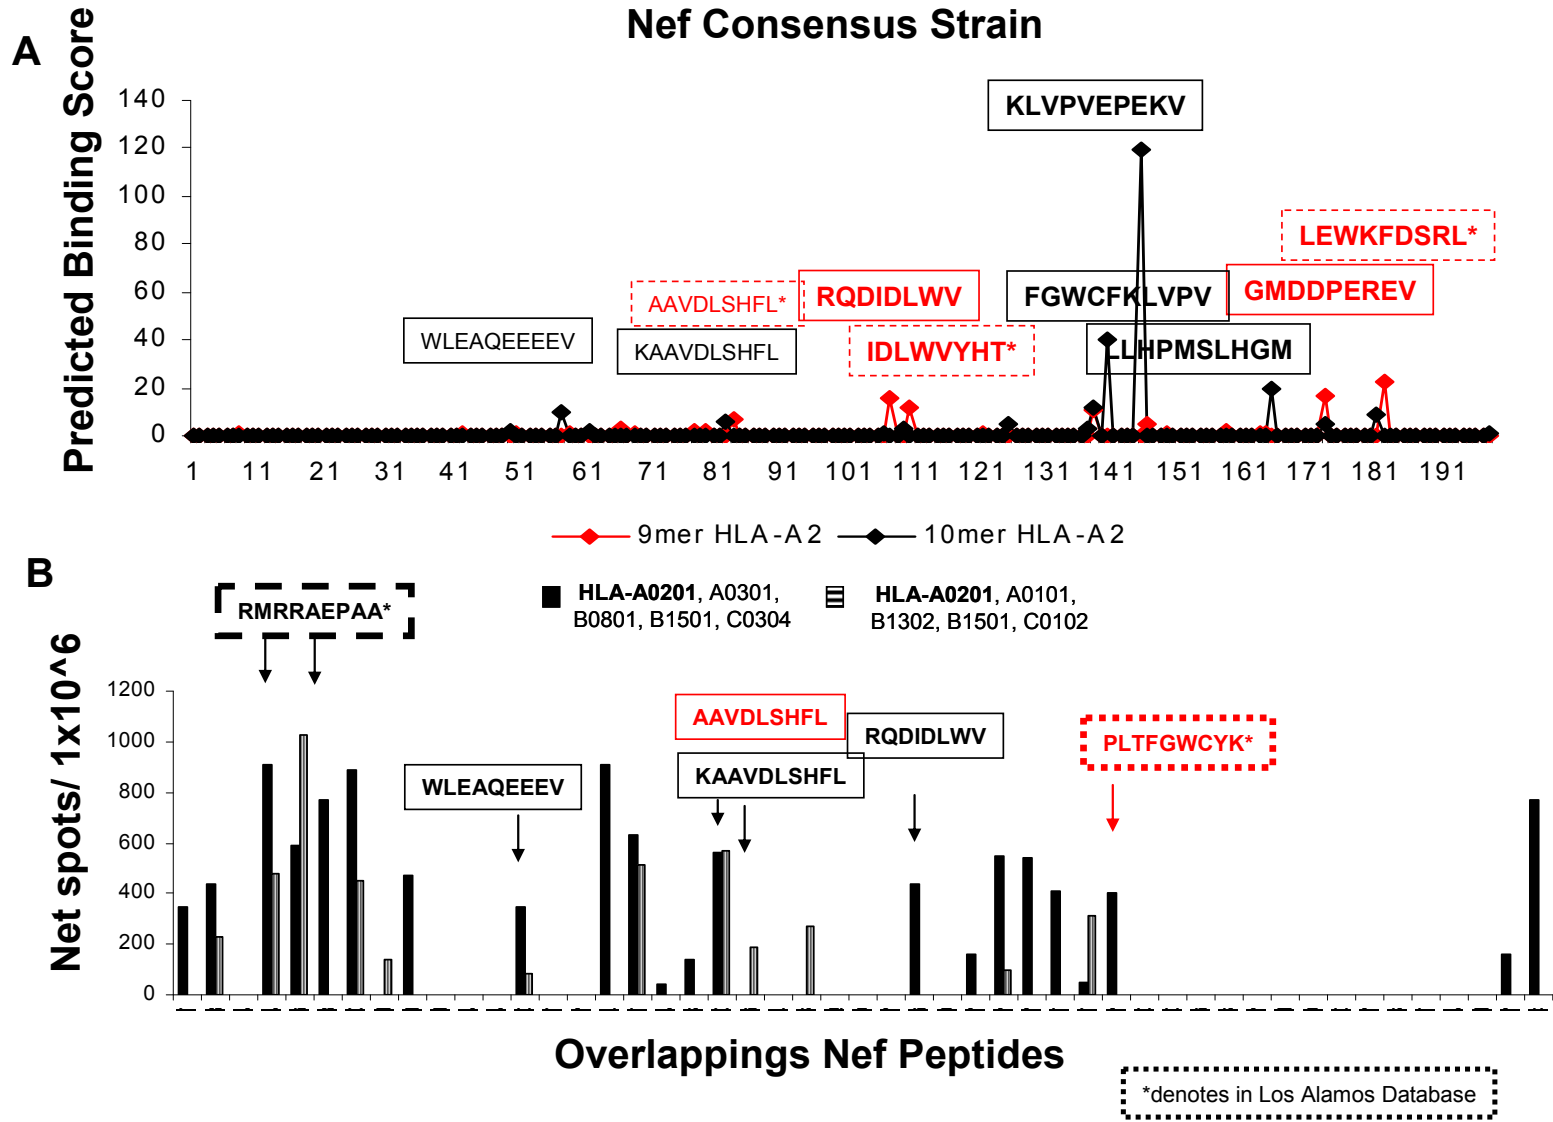 Nef Consensus Strain
A
Predicted Binding Score
140
120
100
80
60
40
20
0
KLVPVEPEKV
LEWKFDSRL*
AAVDLSHFL*
RQDIDLWV
FGWCFKLVPV
GMDDPEREV
WLEAQEEEEV
KAAVDLSHFL
IDLWVYHT*
LLHPMSLHGM
1 11 21 31 41 51 61 71 81 91 101 111 121 131 141 151 161 171 181 191
9mer HLA-A2 10mer HLA-A2
B
RMRRAEPAA*
HLA-A0201, A0301,
B0801, B1501, C0304
HLA-A0201, A0101,
B1302, B1501, C0102
Net spots/ 1x10^6
1200
1000
800
600
400
200
0
AAVDLSHFL
RQDIDLWV
PLTFGWCYK*
WLEAQEEEV
KAAVDLSHFL
Overlappings Nef Peptides
*denotes in Los Alamos Database